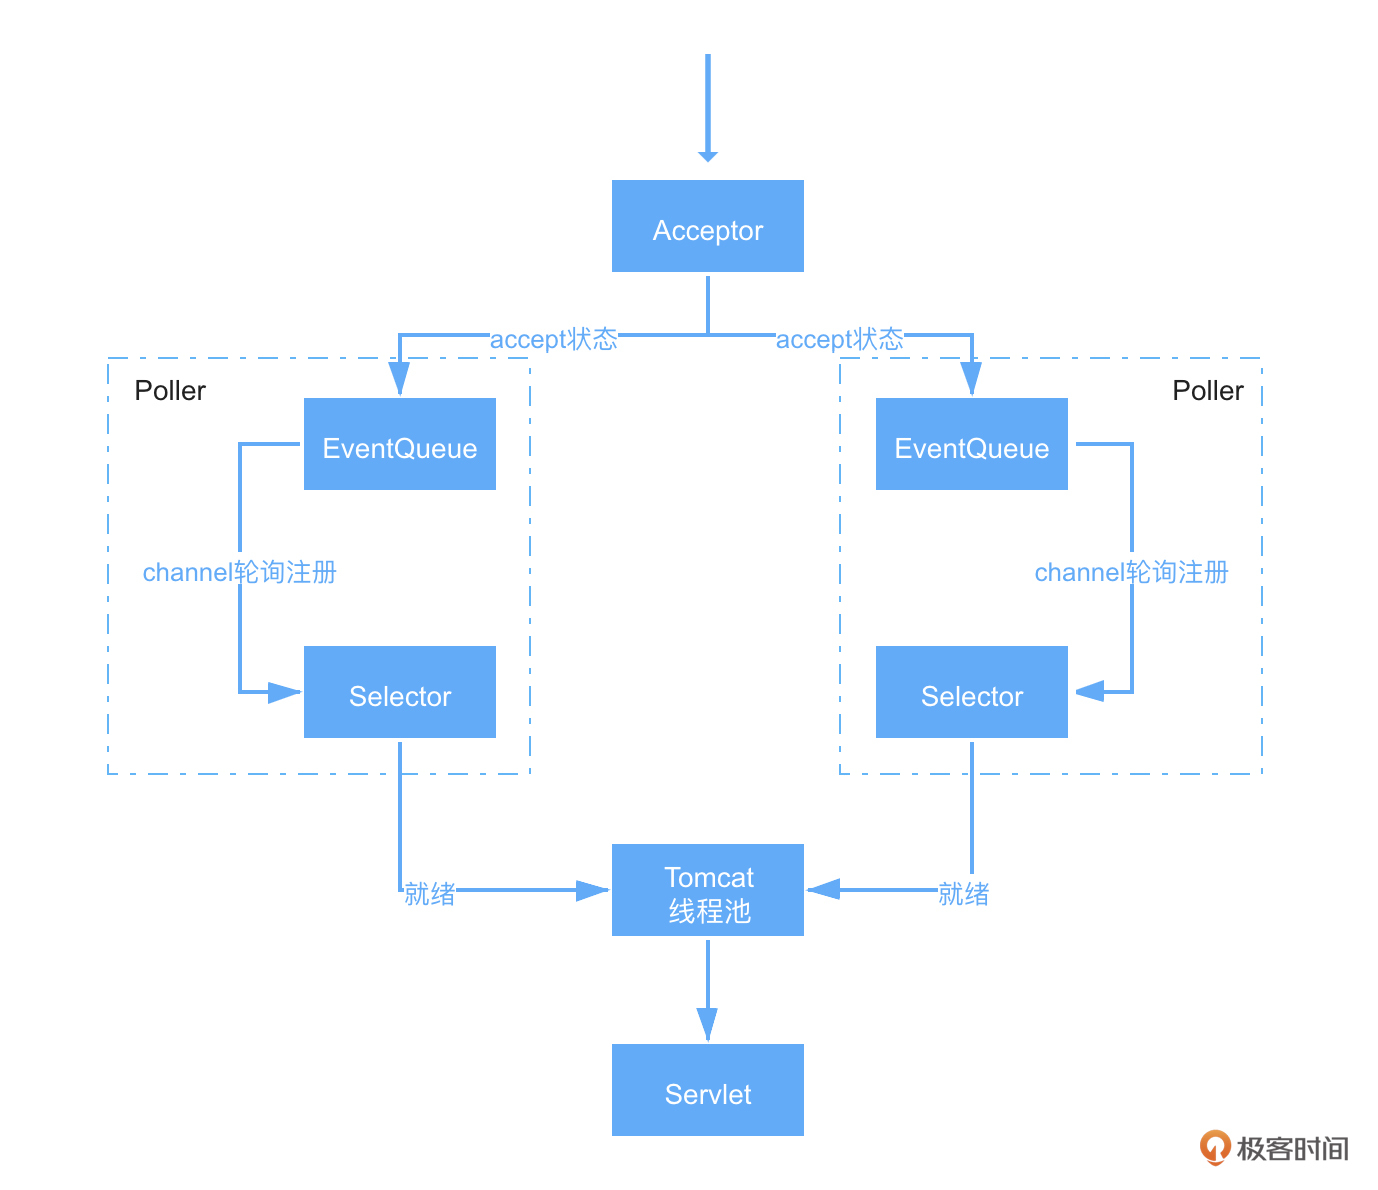 Acceptor
accept状态
accept状态
Poller
Poller
EventQueue
EventQueue
channel轮询注册
channel轮询注册
Selector
Selector
就绪
Tomcat
线程池
就绪
Servlet
极客时间